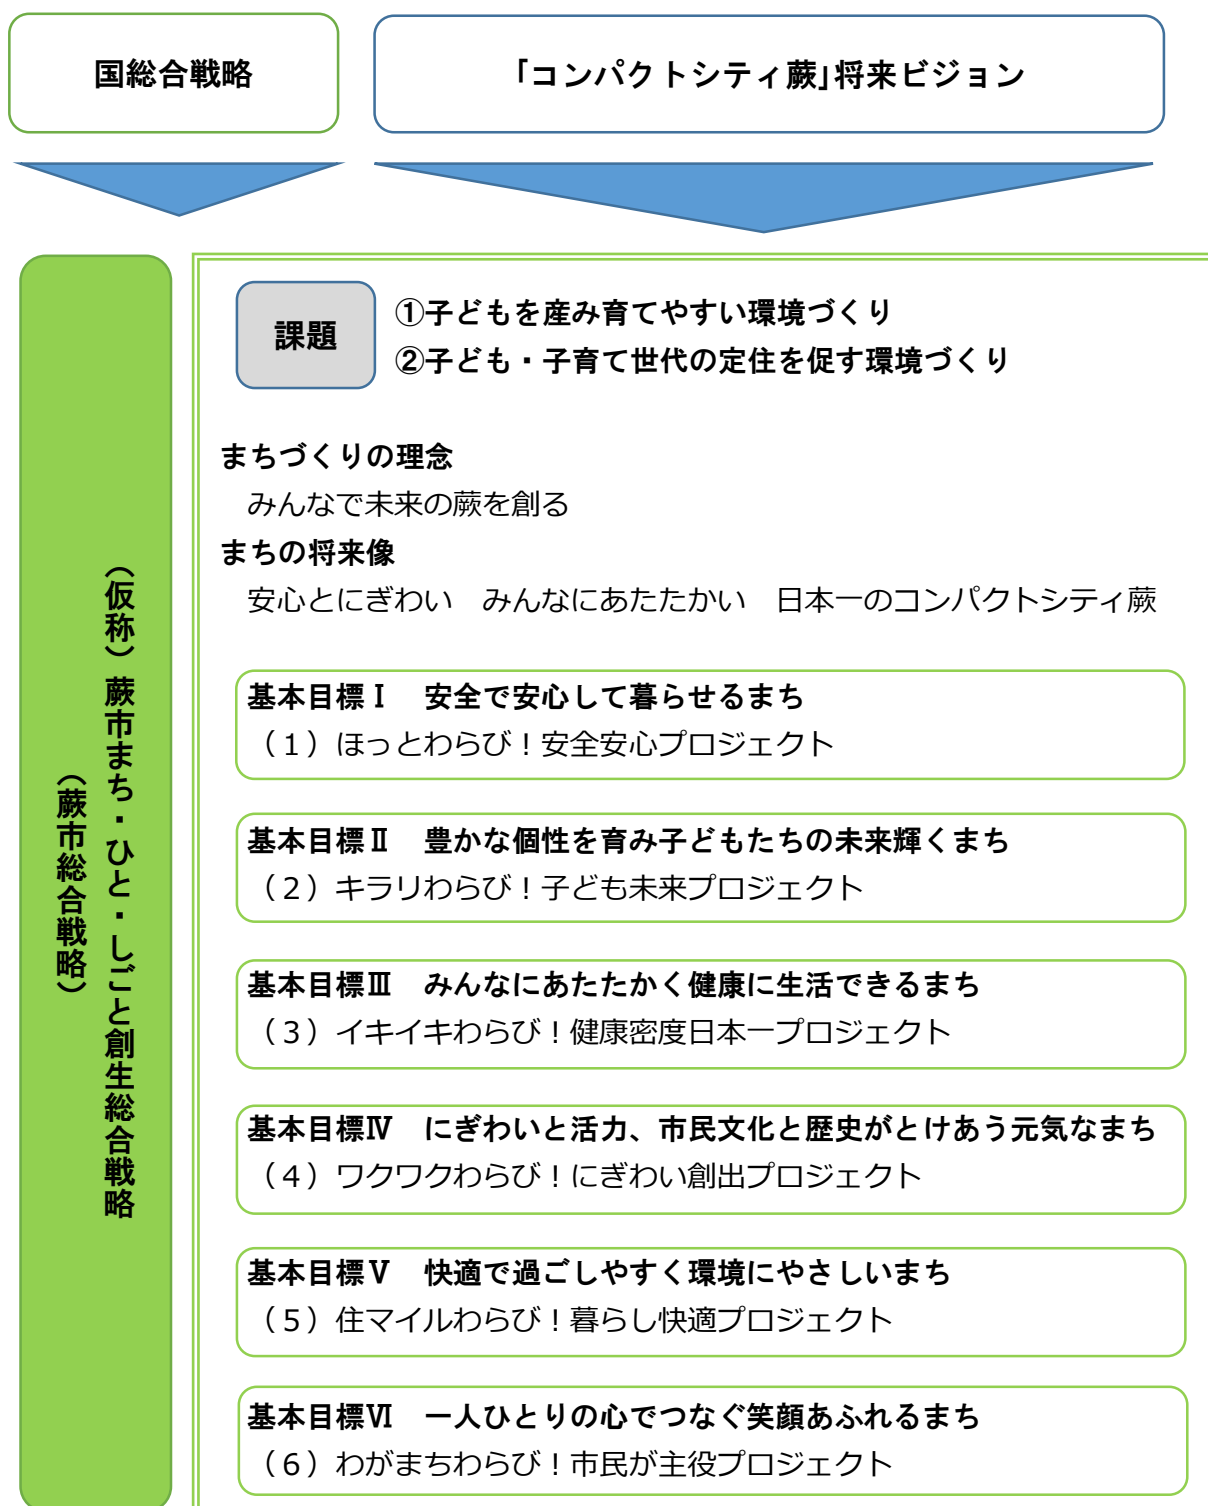 国総合戦略
「コンパクトシティ蕨」将来ビジョン
(仮称)蕨市まち・ひと・しごと創生総合戦略
(蕨市総合戦略)
課題
①子どもを産み育てやすい環境づくり
②子ども・子育て世代の定住を促す環境づくり
まちづくりの理念
みんなで未来の蕨を創る
まちの将来像
安心とにぎわい　みんなにあたたかい　日本一のコンパクトシティ蕨
基本目標Ⅰ　安全で安心して暮らせるまち
(1)ほっとわらび!安全安心プロジェクト
基本目標Ⅱ　豊かな個性を育み子どもたちの未来輝くまち
(2)キラリわらび!子ども未来プロジェクト
基本目標Ⅲ　みんなにあたたかく健康に生活できるまち
(3)イキイキわらび!健康密度日本一プロジェクト
基本目標Ⅳ　にぎわいと活力、市民文化と歴史がとけあう元気なまち
(4)ワクワクわらび!にぎわい創出プロジェクト
基本目標Ⅴ　快適で過ごしやすく環境にやさしいまち
(5)住マイルわらび!暮らし快適プロジェクト
基本目標Ⅵ　一人ひとりの心でつなぐ笑顔あふれるまち
(6)わがまちわらび!市民が主役プロジェクト